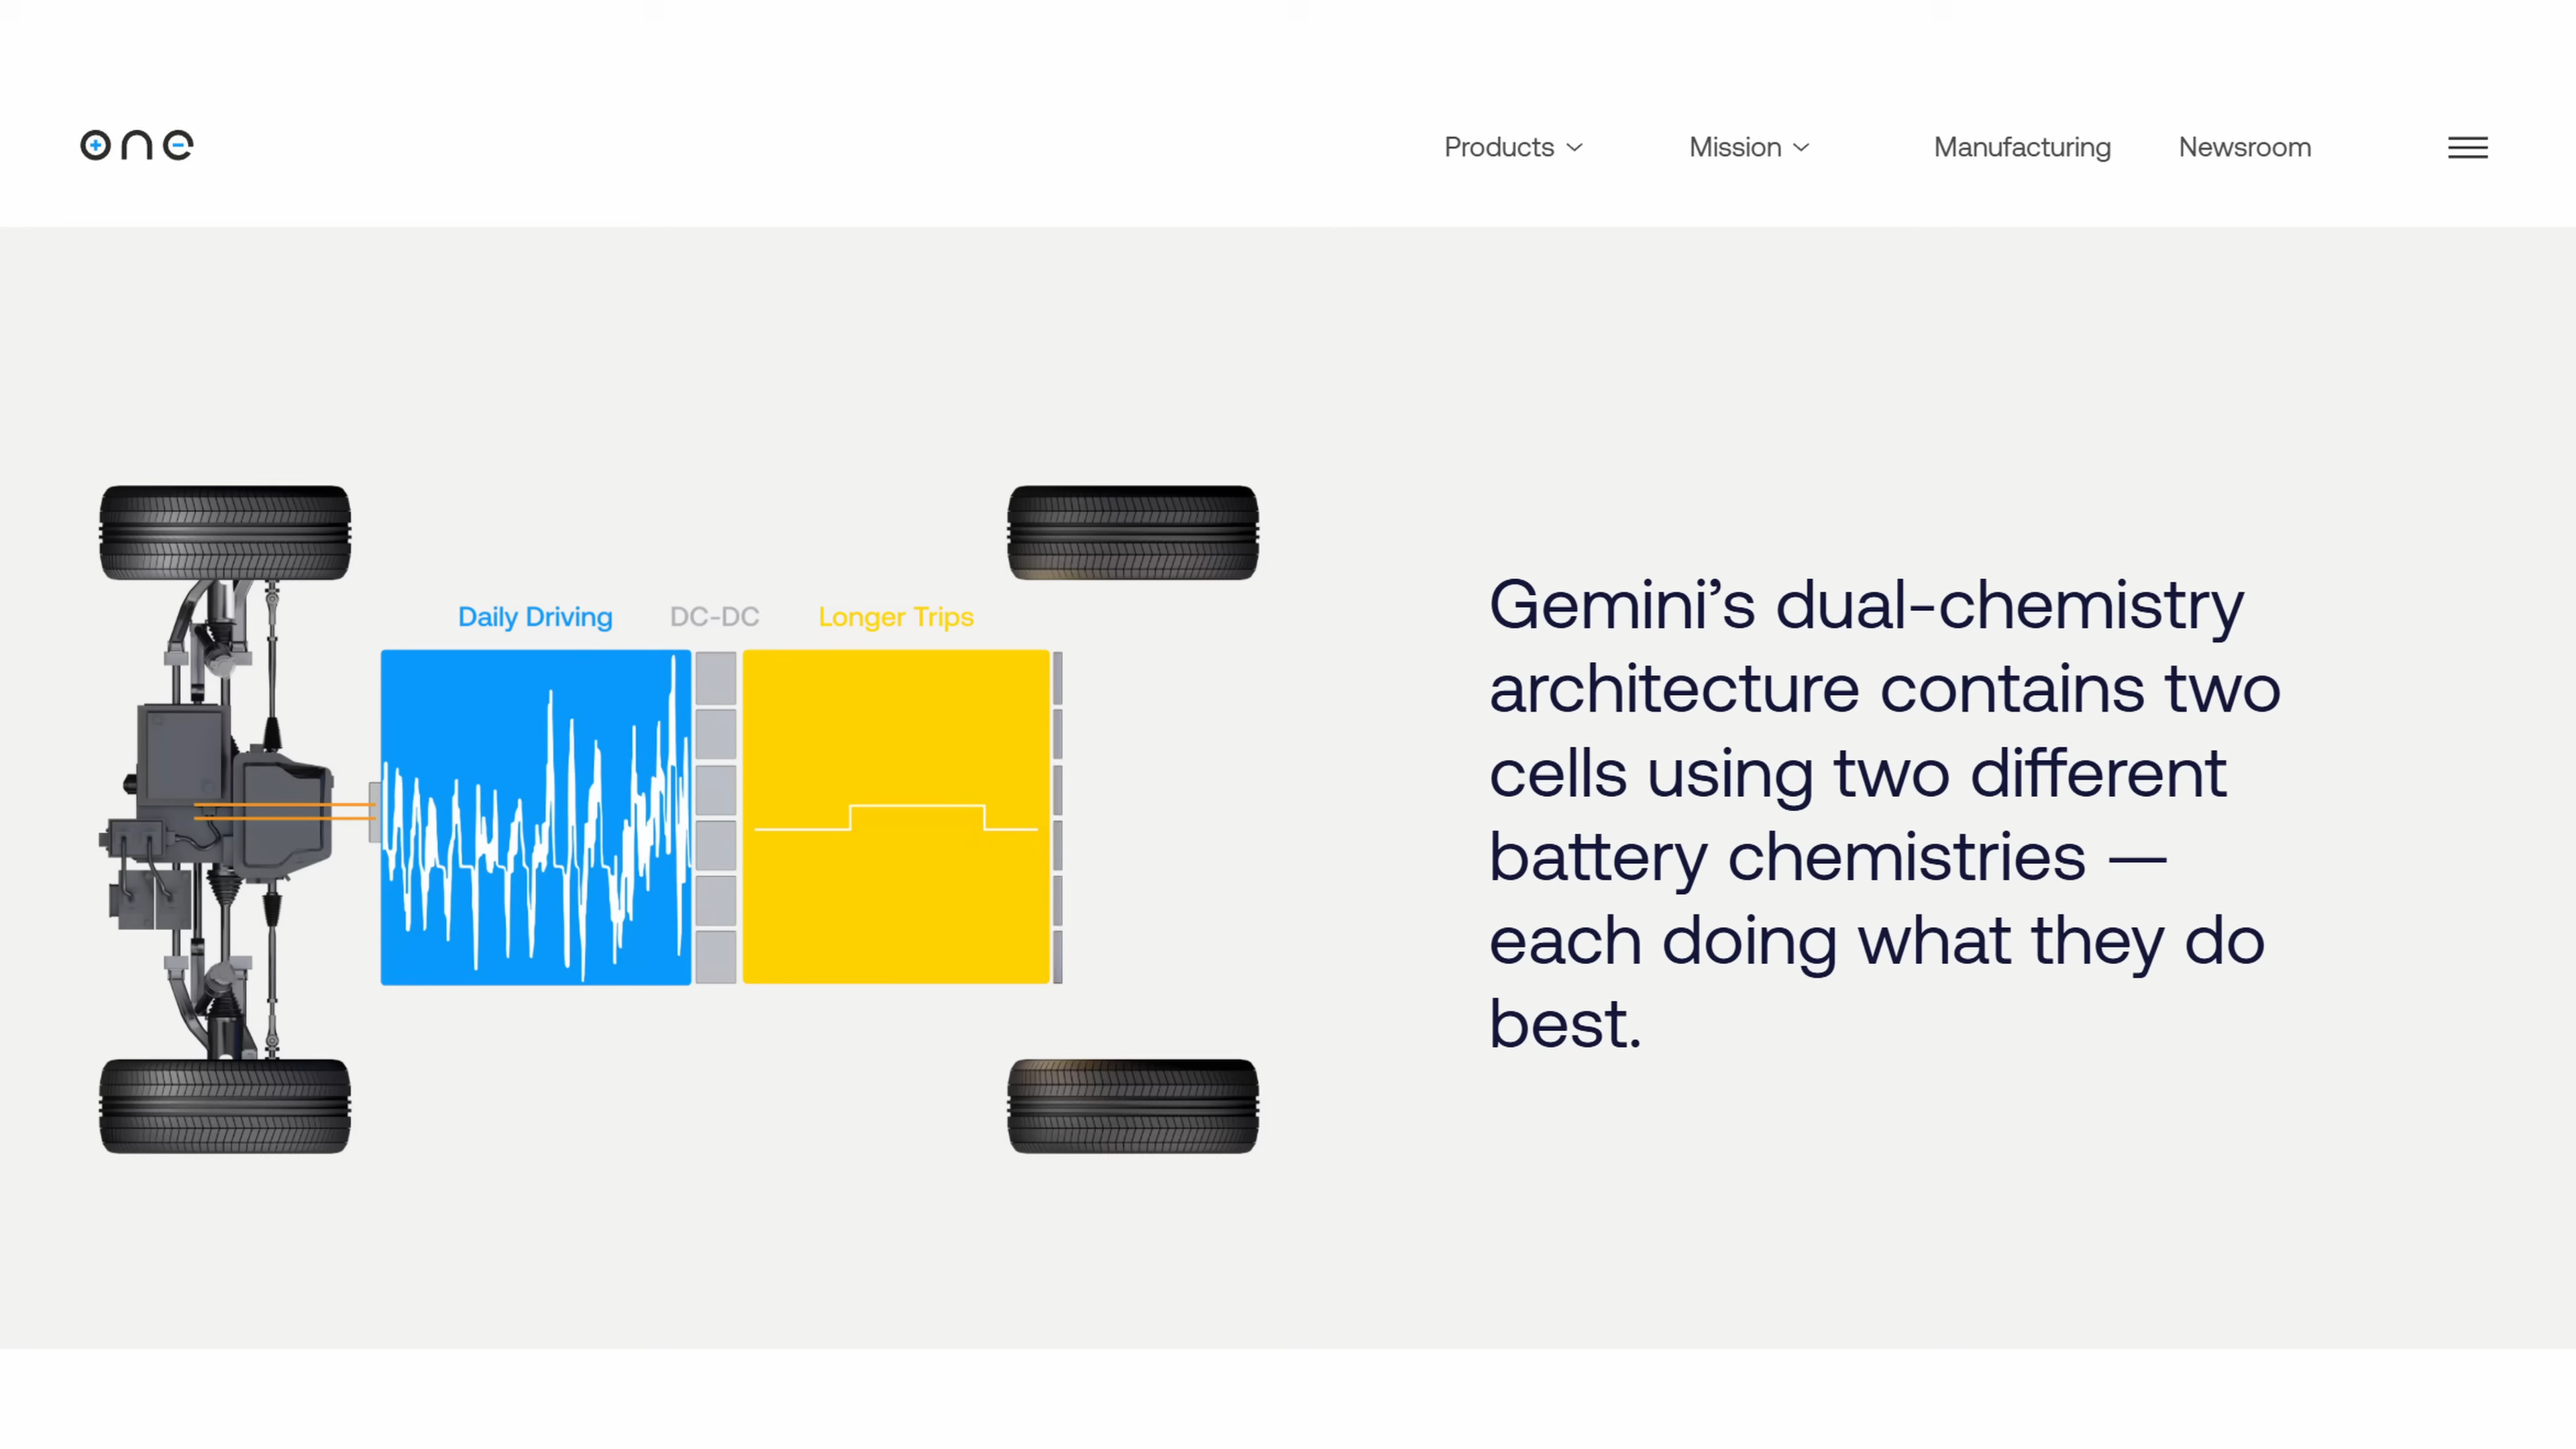 one
Products
Mission
Manufacturing
Newsroom
Daily Driving
DC-DC
Longer Trips
Gemini’s dual-chemistry
architecture contains two
cells using two different
battery chemistries —
each doing what they do
best.